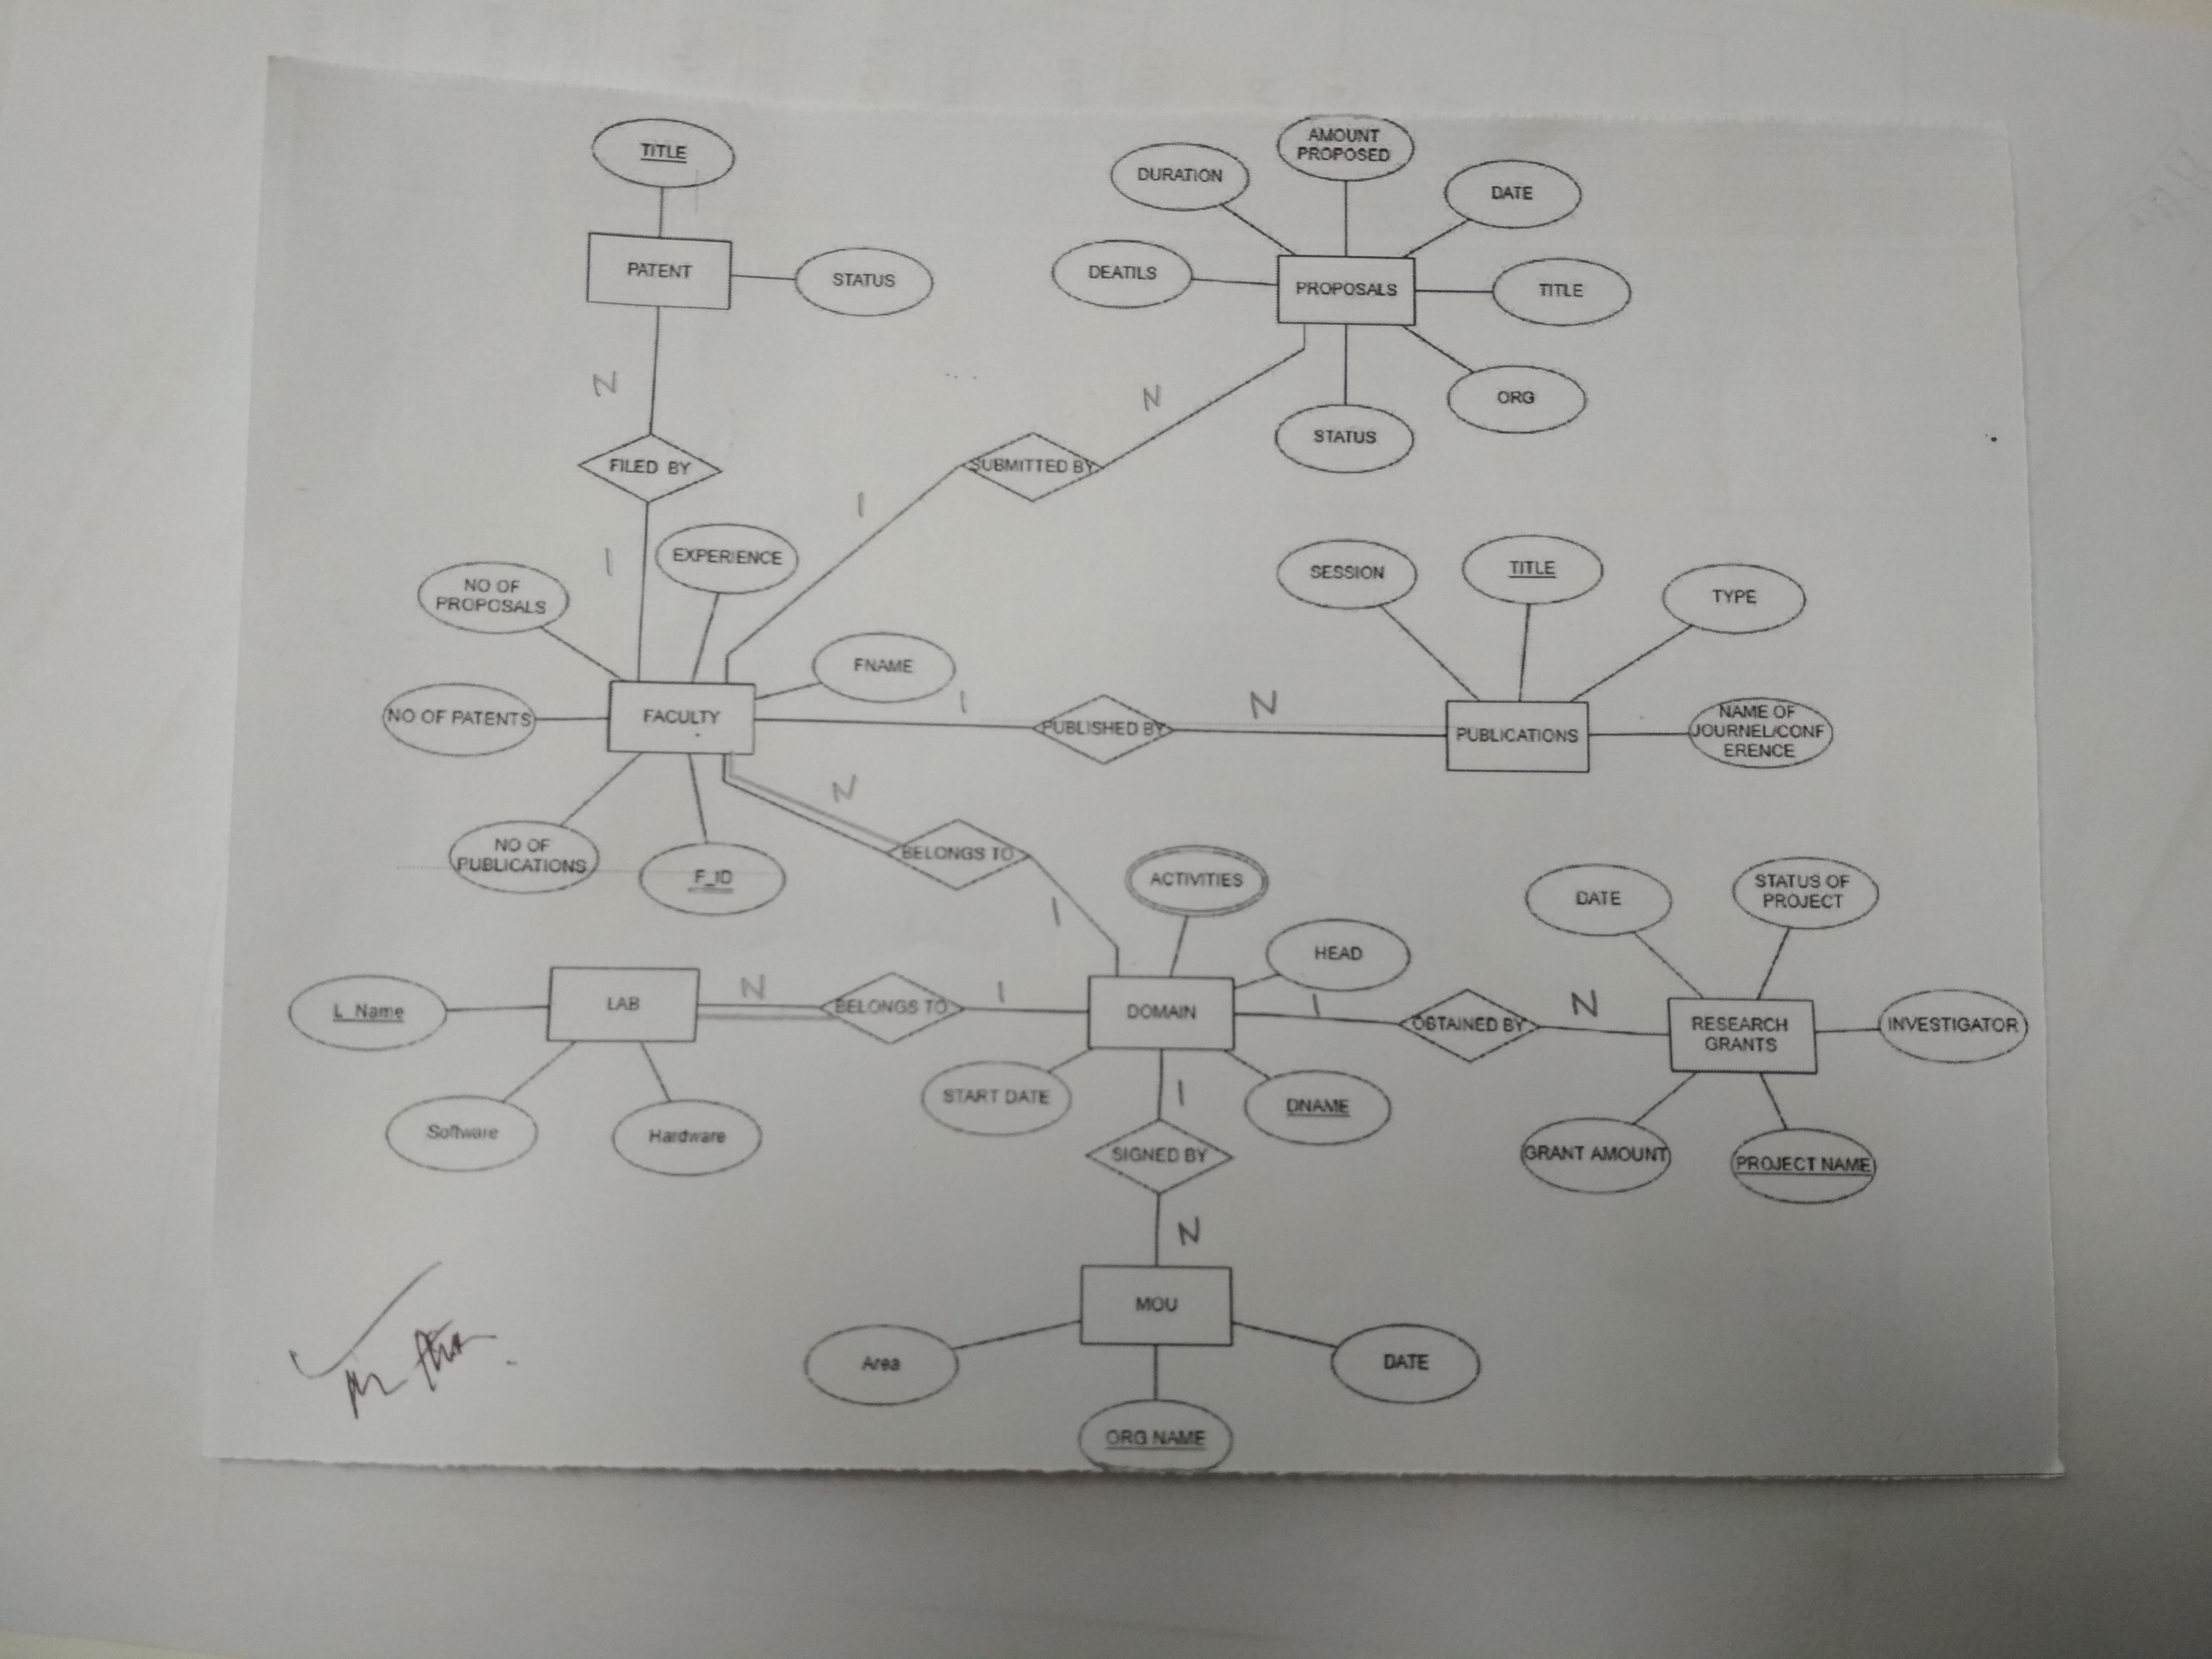 TITLE
PATENT
STATUS
AMOUNT
PROPOSED
DURATION
DATE
DEATILS
PROPOSALS
TITLE
ORG
STATUS
N
N
FILED BY
SUBMITTED BY
1
1
EXPERIENCE
NO OF
PROPOSALS
FNAME
NO OF PATENTS
FACULTY
1
PUBLISHED BY
N
SESSION
TITLE
TYPE
PUBLICATIONS
NAME OF
JOURNEL/CONF
ERENCE
NO OF
PUBLICATIONS
F_ID
N
BELONGS TO
1
ACTIVITIES
HEAD
DATE
STATUS OF
PROJECT
L_Name
LAB
N
BELONGS TO
1
DOMAIN
1
OBTAINED BY
N
RESEARCH
GRANTS
INVESTIGATOR
Software
Hardware
START DATE
1
DNAME
GRANT AMOUNT
PROJECT NAME
SIGNED BY
N
MOU
Area
DATE
ORG NAME